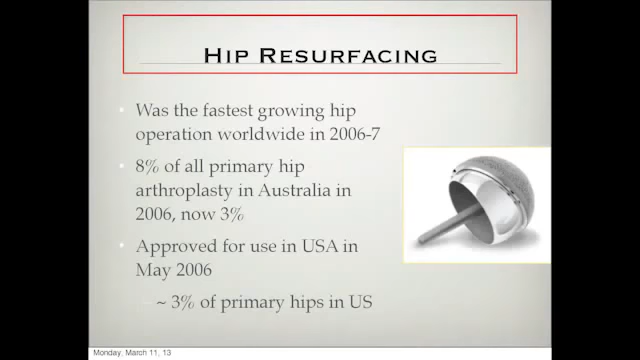 HIP RESURFACING
• Was the fastest growing hip
operation worldwide in 2006-7
• 8% of all primary hip
arthroplasty in Australia in
2006, now 3%
• Approved for use in USA in
May 2006
– ~ 3% of primary hips in US
Monday, March 11, 13